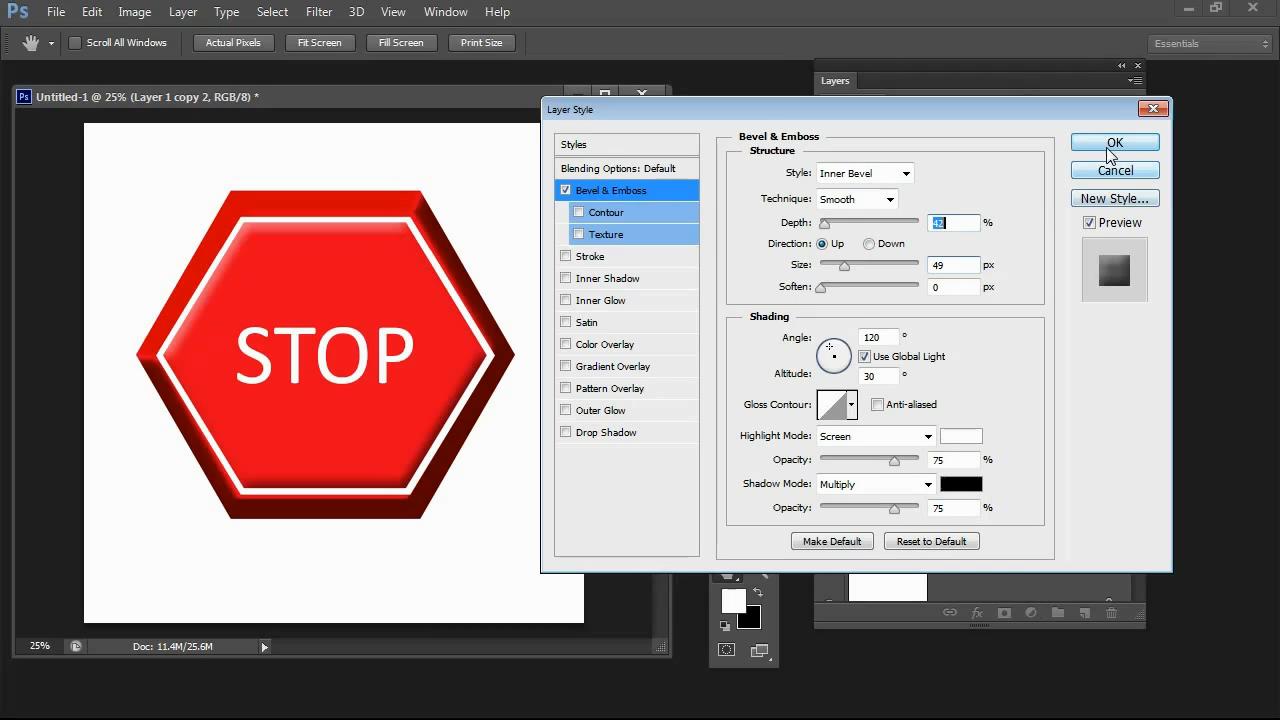 Ps File Edit Image Layer Type Select Filter 3D View Window Help
Scroll All Windows Actual Pixels Fit Screen Fill Screen Print Size Essentials
Layers
Ps Untitled-1 @ 25% (Layer 1 copy 2, RGB/8) *
Layer Style
Styles
Blending Options: Default
Bevel & Emboss
Contour
Texture
Stroke
Inner Shadow
Inner Glow
Satin
Color Overlay
Gradient Overlay
Pattern Overlay
Outer Glow
Drop Shadow
Bevel & Emboss
Structure
Style: Inner Bevel
Technique: Smooth
Depth: 42 %
Direction: Up Down
Size: 49 px
Soften: 0 px
Shading
Angle: 120 °
Use Global Light
Altitude: 30 °
Gloss Contour: Anti-aliased
Highlight Mode: Screen
Opacity: 75 %
Shadow Mode: Multiply
Opacity: 75 %
Make Default Reset to Default
OK
Cancel
New Style...
Preview
STOP
25% Doc: 11.4M/25.6M
fx